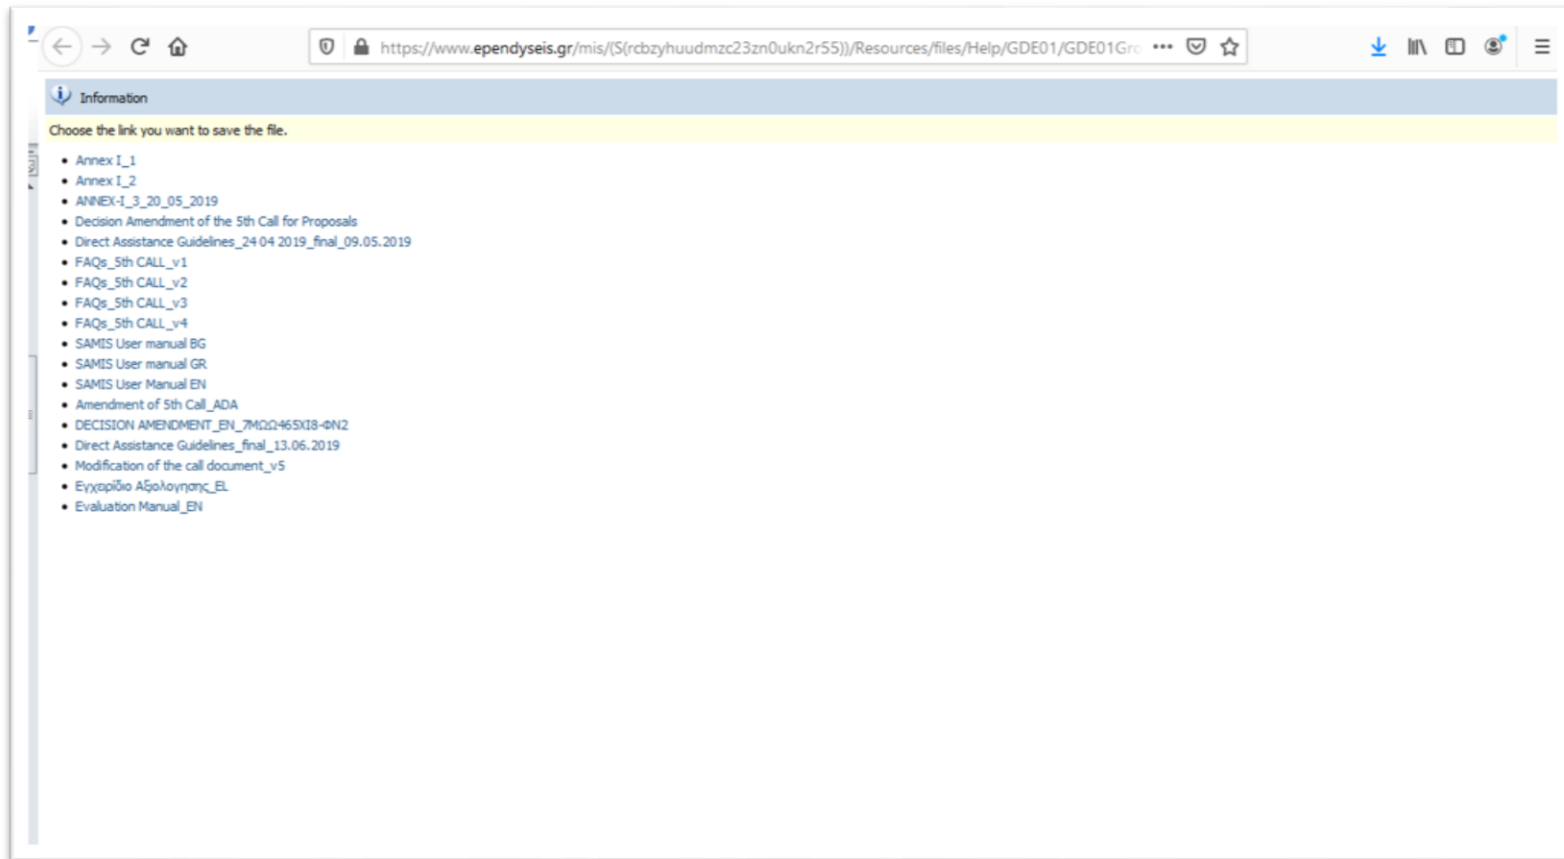 https://www.ependyseis.gr/mis/(S(rcbzyhuudmzc23zn0ukn2r55))/Resources/files/Help/GDE01/GDE01Gro
Information
Choose the link you want to save the file.
Annex I_1
Annex I_2
ANNEX-I_3_20_05_2019
Decision Amendment of the 5th Call for Proposals
Direct Assistance Guidelines_24 04 2019_final_09.05.2019
FAQs_5th CALL_v1
FAQs_5th CALL_v2
FAQs_5th CALL_v3
FAQs_5th CALL_v4
SAMIS User manual BG
SAMIS User manual GR
SAMIS User Manual EN
Amendment of 5th Call_ADA
DECISION AMENDMENT_EN_7ΜΩΩ465ΧΙ8-ΦΝ2
Direct Assistance Guidelines_final_13.06.2019
Modification of the call document_v5
Εγχειρίδιο Αξιολογησης_EL
Evaluation Manual_EN